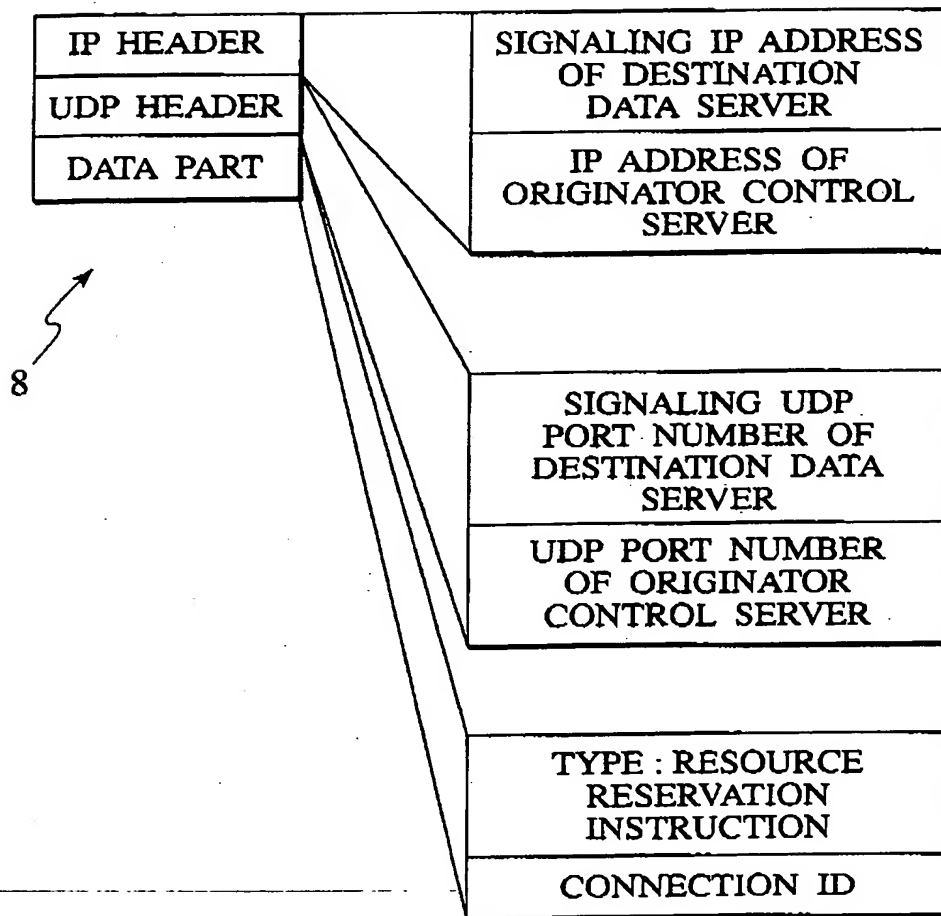 IP HEADER
UDP HEADER
DATA PART
8
SIGNALING IP ADDRESS
OF DESTINATION
DATA SERVER
IP ADDRESS OF
ORIGINATOR CONTROL
SERVER
SIGNALING UDP
PORT NUMBER OF
DESTINATION DATA
SERVER
UDP PORT NUMBER
OF ORIGINATOR
CONTROL SERVER
TYPE : RESOURCE
RESERVATION
INSTRUCTION
CONNECTION ID